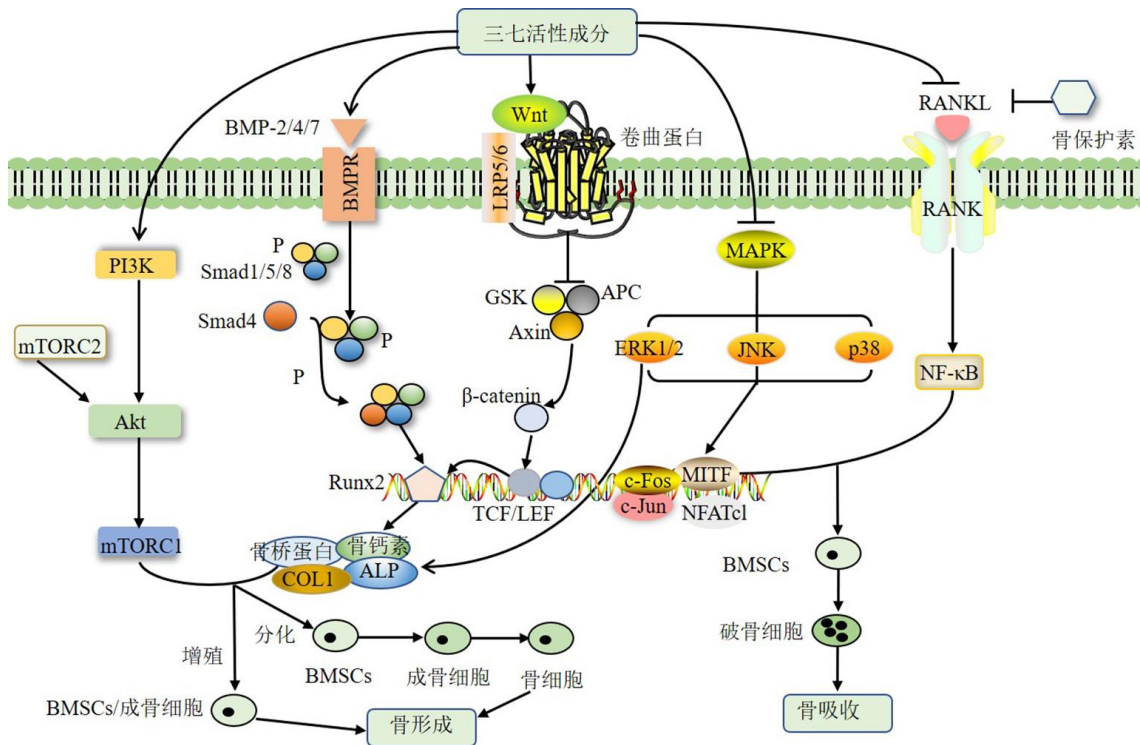 三七活性成分
Wnt
RANKL
BMP-2/4/7
卷曲蛋白
骨保护素
BMPR
LRP5/6
RANK
PI3K
P
Smad1/5/8
MAPK
GSK
APC
Smad4
Axin
P
mTORC2
ERK1/2
JNK
p38
P
NF-κB
β-catenin
Akt
Runx2
TCF/LEF
c-Fos
MITF
c-Jun
NFATcl
mTORC1
骨桥蛋白
骨钙素
COL1
ALP
BMSCs
分化
破骨细胞
增殖
BMSCs
成骨细胞
骨细胞
BMSCs/成骨细胞
骨形成
骨吸收